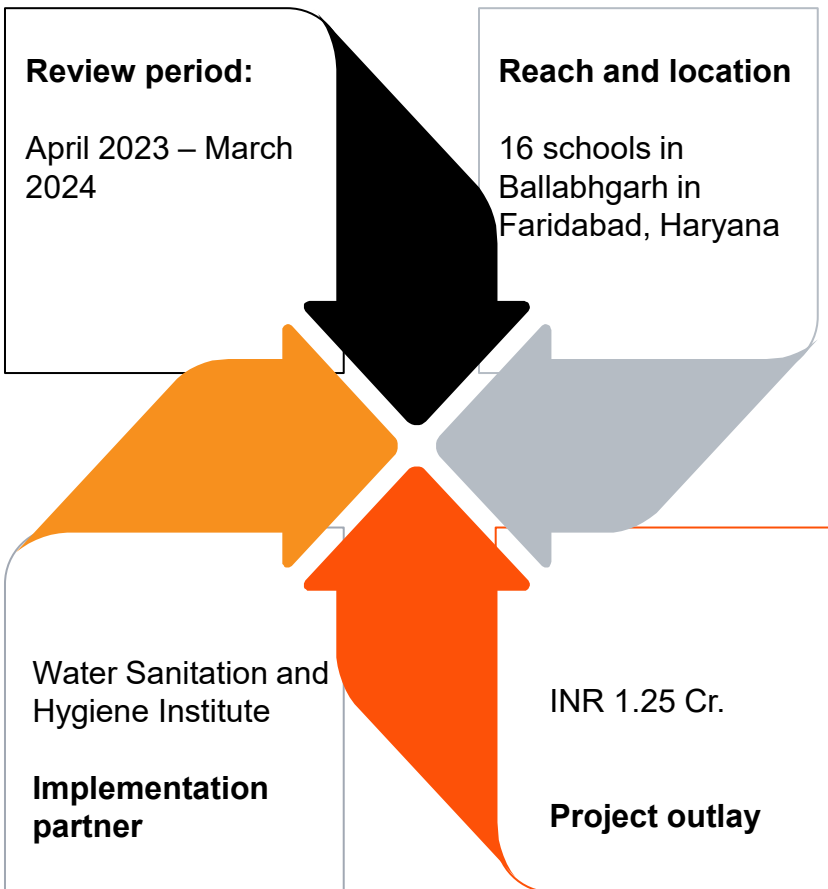 Review period:
April 2023 – March
2024
Reach and location
16 schools in
Ballabhgarh in
Faridabad, Haryana
Water Sanitation and
Hygiene Institute
Implementation
partner
INR 1.25 Cr.
Project outlay